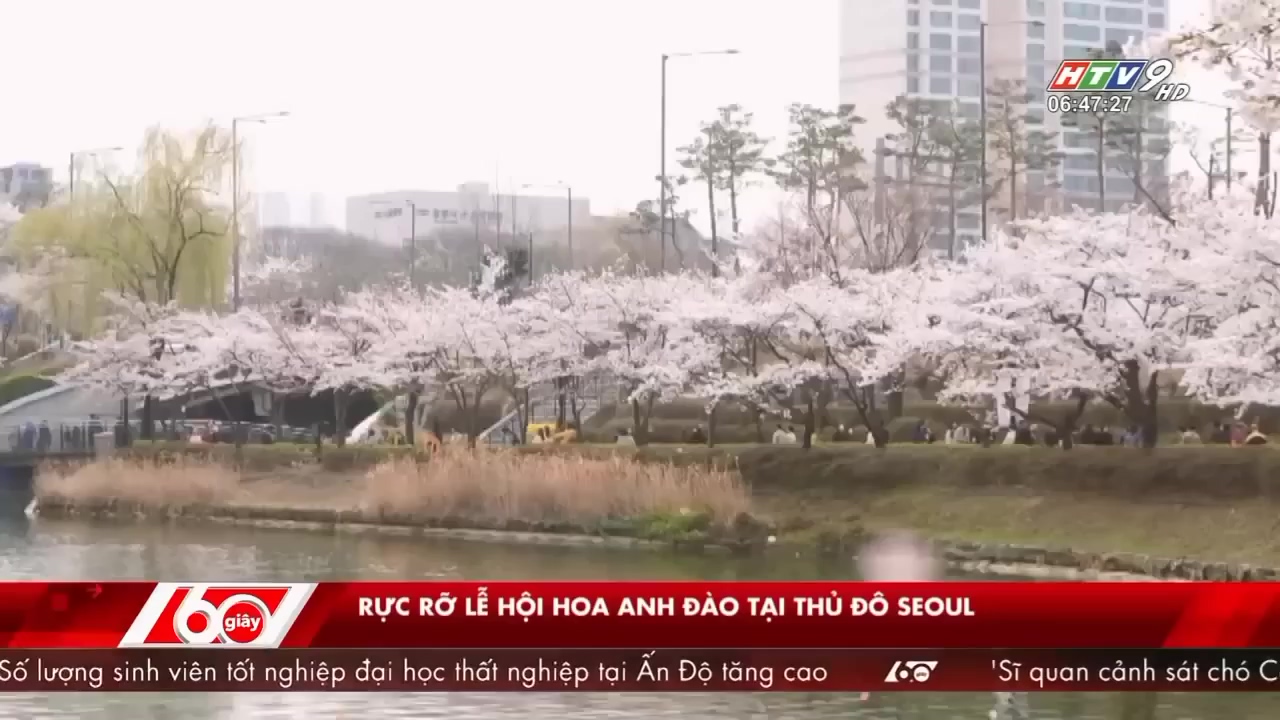 HTV9 HD
06:47:27
60 giây
RỰC RỠ LỄ HỘI HOA ANH ĐÀO TẠI THỦ ĐÔ SEOUL
Số lượng sinh viên tốt nghiệp đại học thất nghiệp tại Ấn Độ tăng cao 60 giây 'Sĩ quan cảnh sát chó C